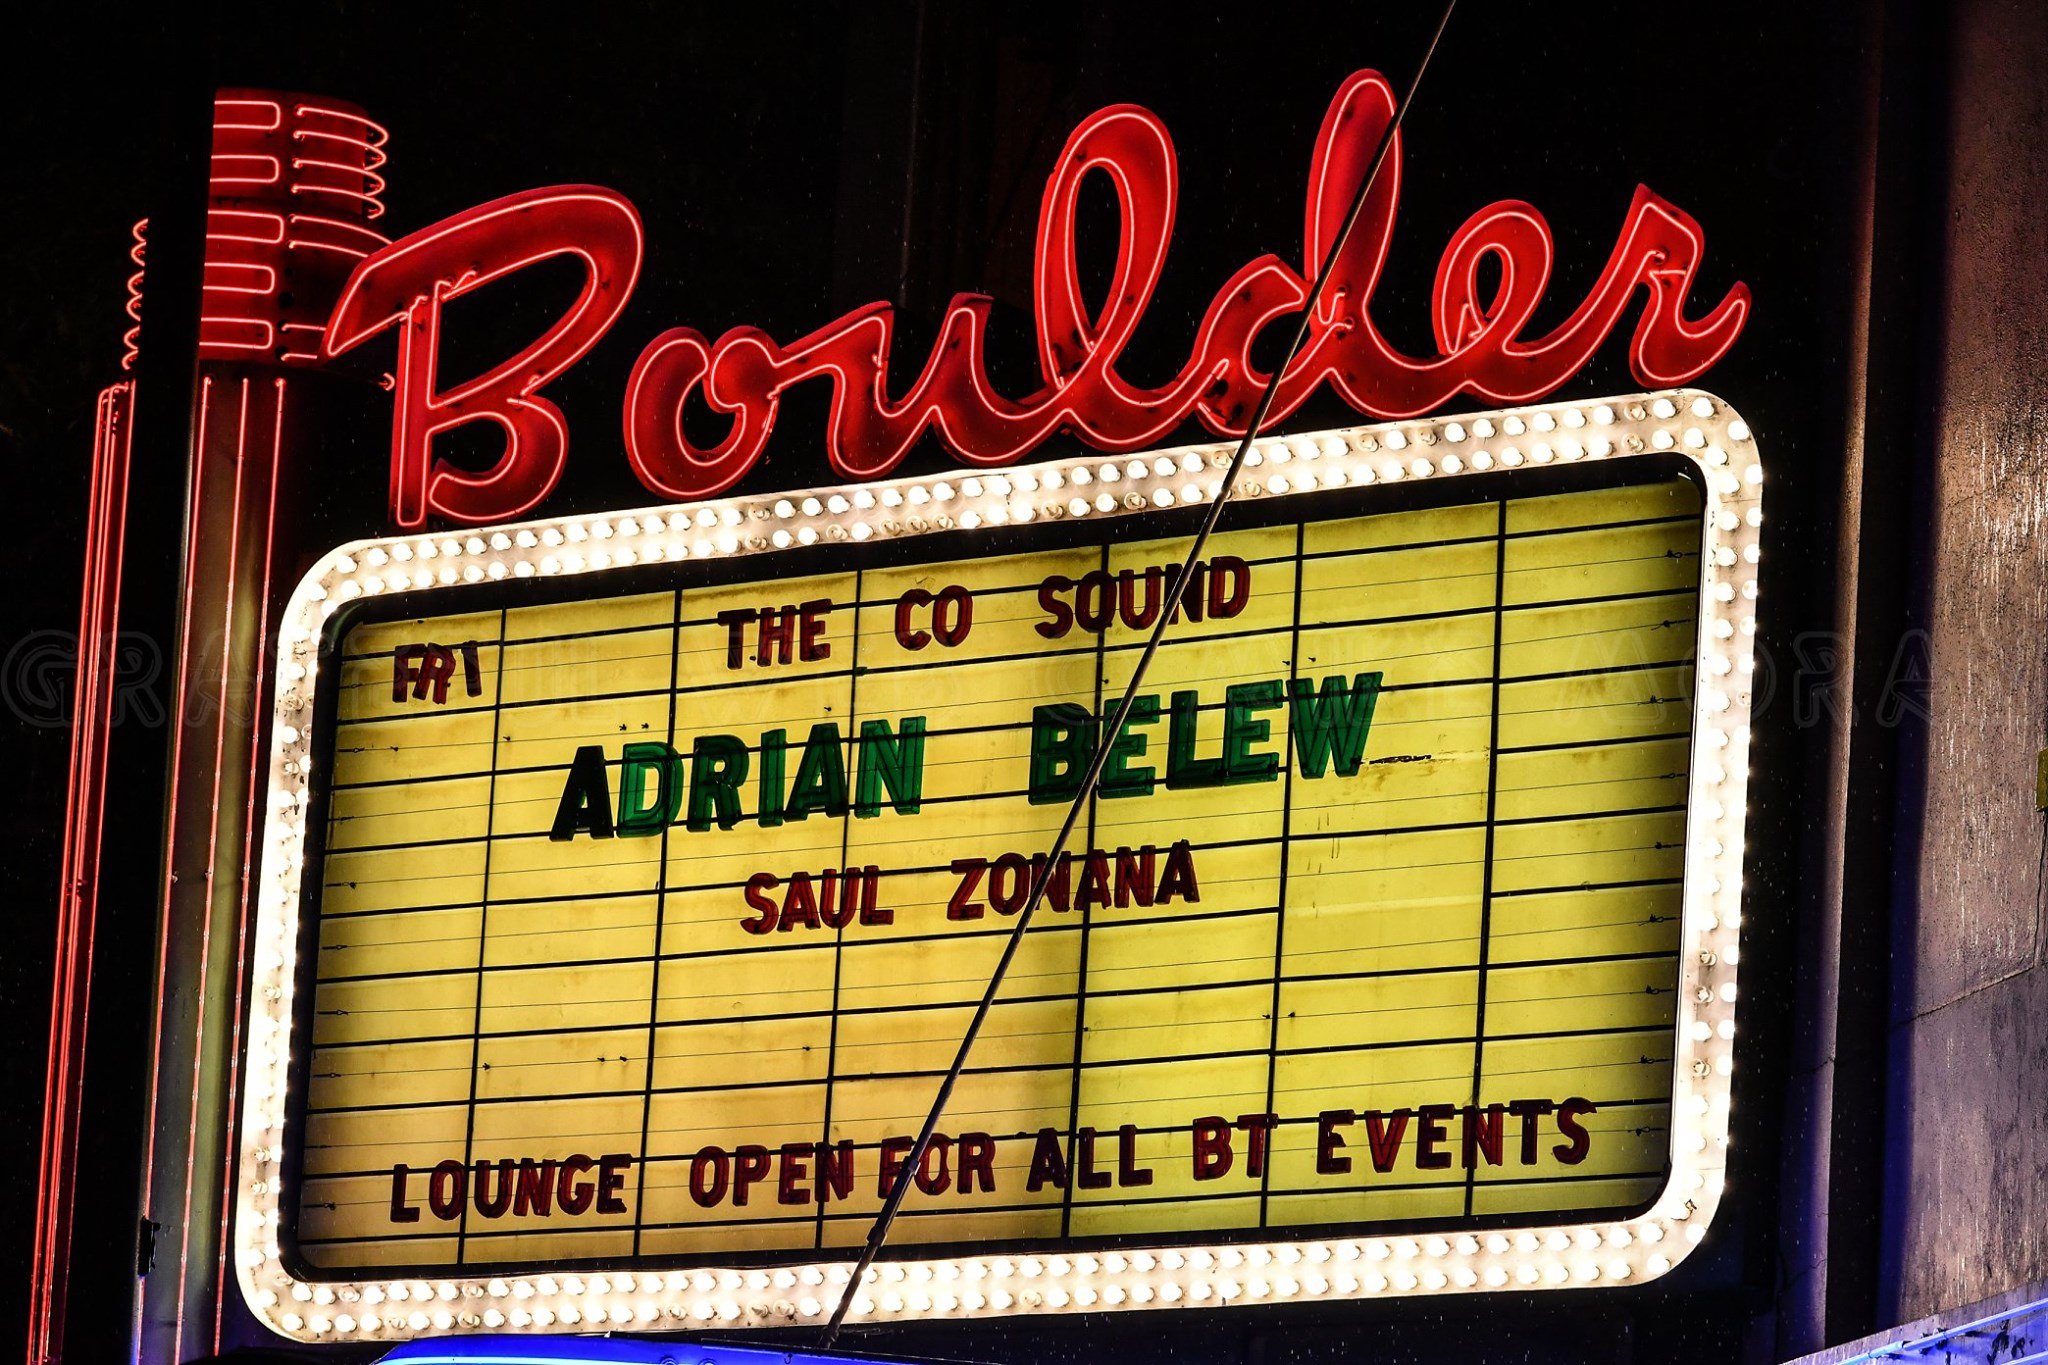 Boulder
THE CO SOUND
FRI
ADRIAN BELEW
SAUL ZONANA
LOUNGE OPEN FOR ALL BT EVENTS